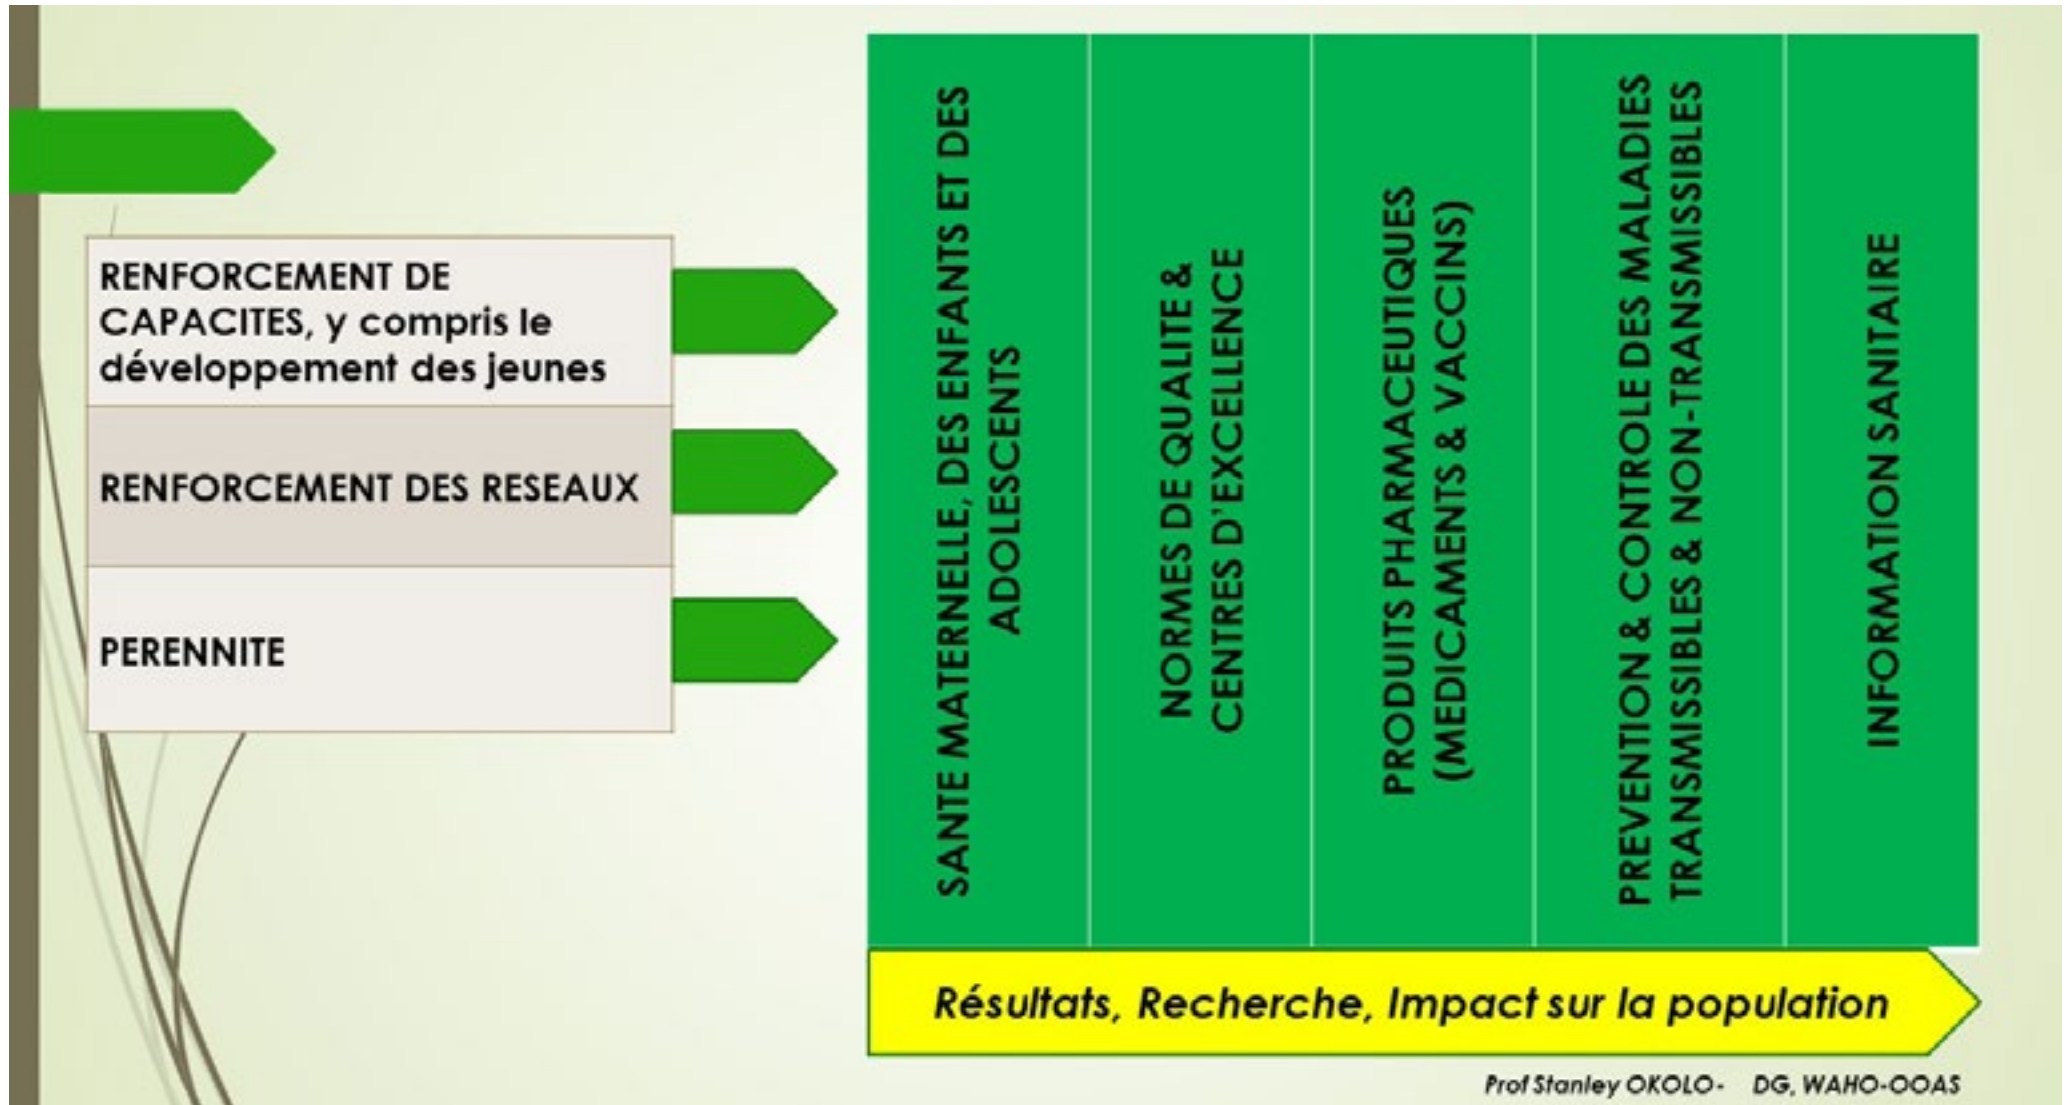 RENFORCEMENT DE
CAPACITES, y compris le
développement des jeunes
RENFORCEMENT DES RESEAUX
PERENNITE
SANTE MATERNELLE, DES ENFANTS ET DES
ADOLESCENTS
NORMES DE QUALITE &
CENTRES D'EXCELLENCE
PRODUITS PHARMACEUTIQUES
(MEDICAMENTS & VACCINS)
PREVENTION & CONTROLE DES MALADIES
TRANSMISSIBLES & NON-TRANSMISSIBLES
INFORMATION SANITAIRE
Résultats, Recherche, Impact sur la population
Prof Stanley OKOLO- DG, WAHO-OOAS